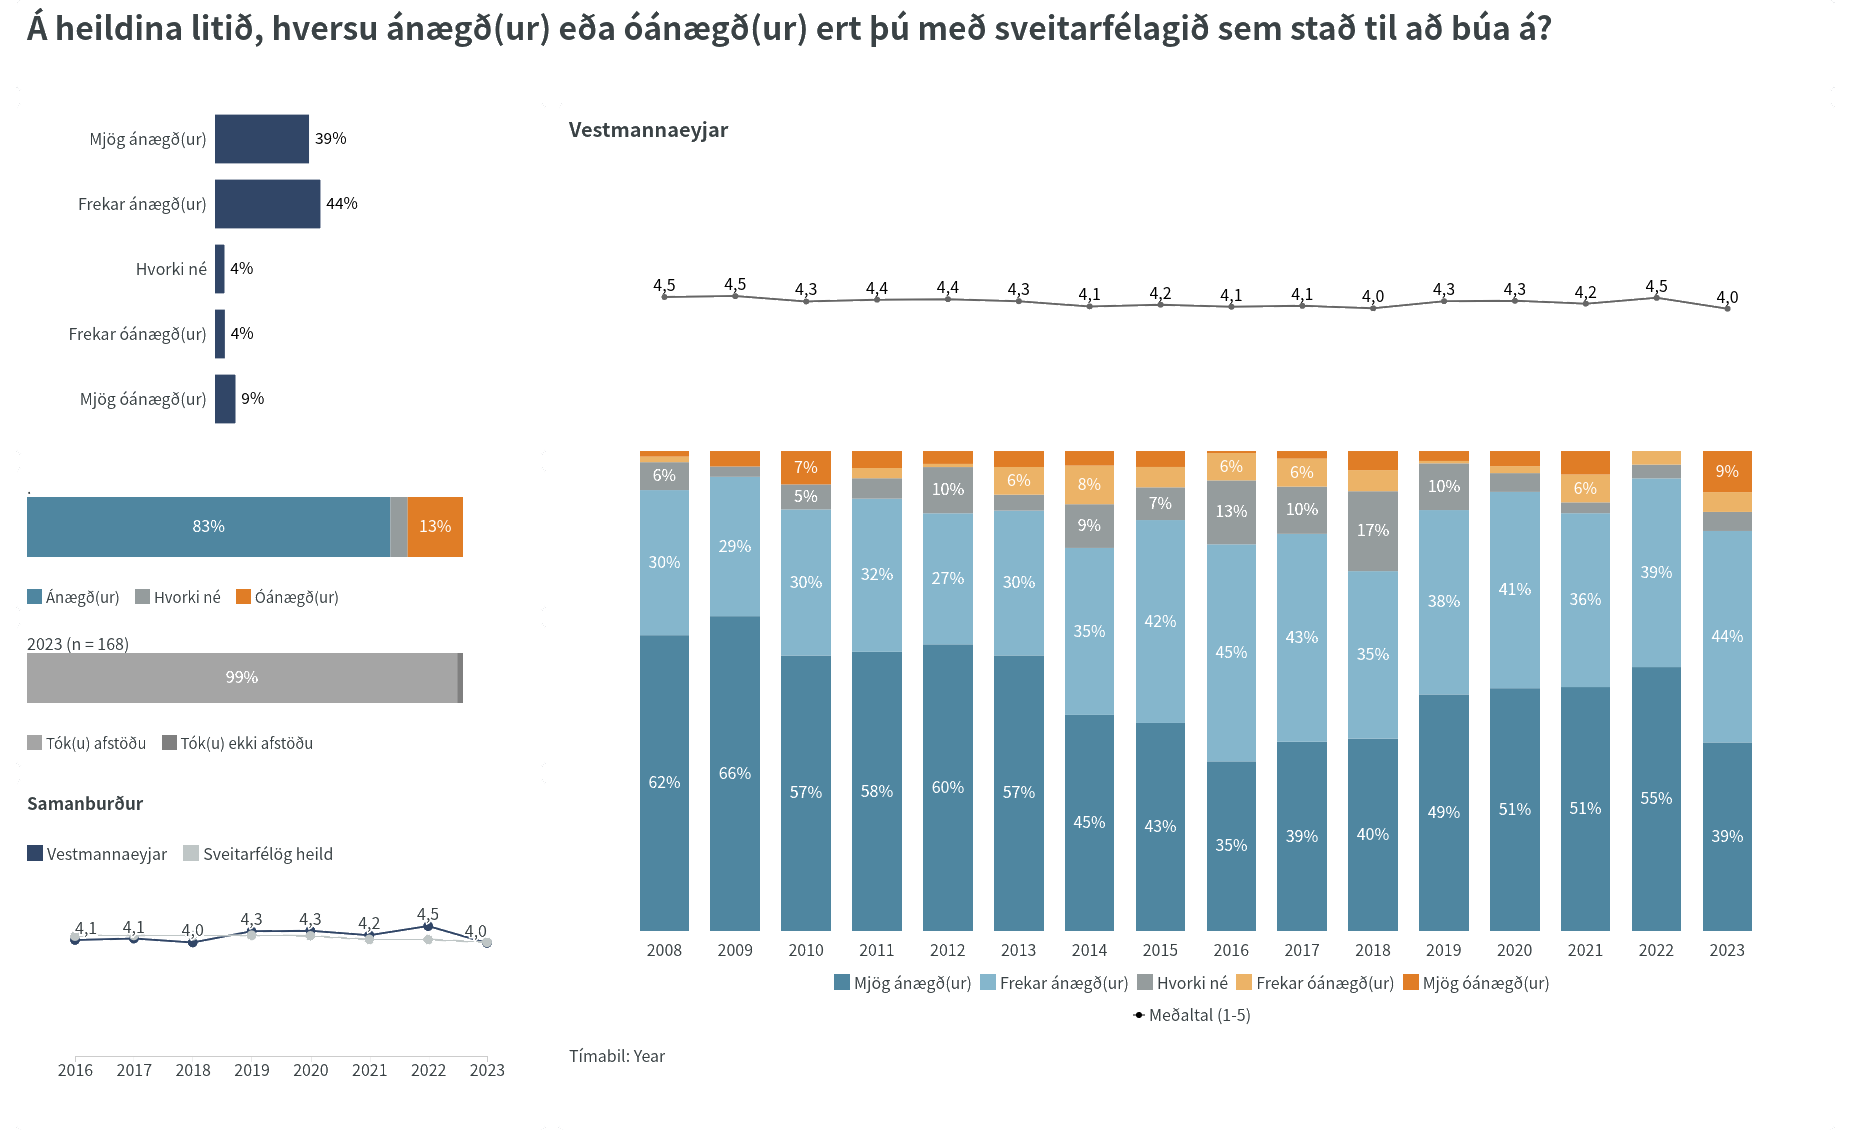 Á heildina litið, hversu ánægð(ur) eða óánægð(ur) ert þú með sveitarfélagið sem stað til að búa á?
Mjög ánægð(ur) 39%
Frekar ánægð(ur) 44%
Hvorki né 4%
Frekar óánægð(ur) 4%
Mjög óánægð(ur) 9%
.
83% 13%
Ánægð(ur) Hvorki né Óánægð(ur)
2023 (n = 168)
99%
Tók(u) afstöðu Tók(u) ekki afstöðu
Samanburður
Vestmannaeyjar Sveitarfélög heild
4,1 4,1 4,0 4,3 4,3 4,2 4,5 4,0
2016 2017 2018 2019 2020 2021 2022 2023
Vestmannaeyjar
4,5 4,5 4,3 4,4 4,4 4,3 4,1 4,2 4,1 4,1 4,0 4,3 4,3 4,2 4,5 4,0
6% 30% 62%
29% 66%
7% 5% 30% 57%
32% 58%
10% 27% 60%
6% 30% 57%
8% 9% 35% 45%
7% 42% 43%
6% 13% 45% 35%
6% 10% 43% 39%
17% 35% 40%
10% 38% 49%
41% 51%
6% 36% 51%
39% 55%
9% 44% 39%
2008 2009 2010 2011 2012 2013 2014 2015 2016 2017 2018 2019 2020 2021 2022 2023
Mjög ánægð(ur) Frekar ánægð(ur) Hvorki né Frekar óánægð(ur) Mjög óánægð(ur)
Meðaltal (1-5)
Tímabil: Year